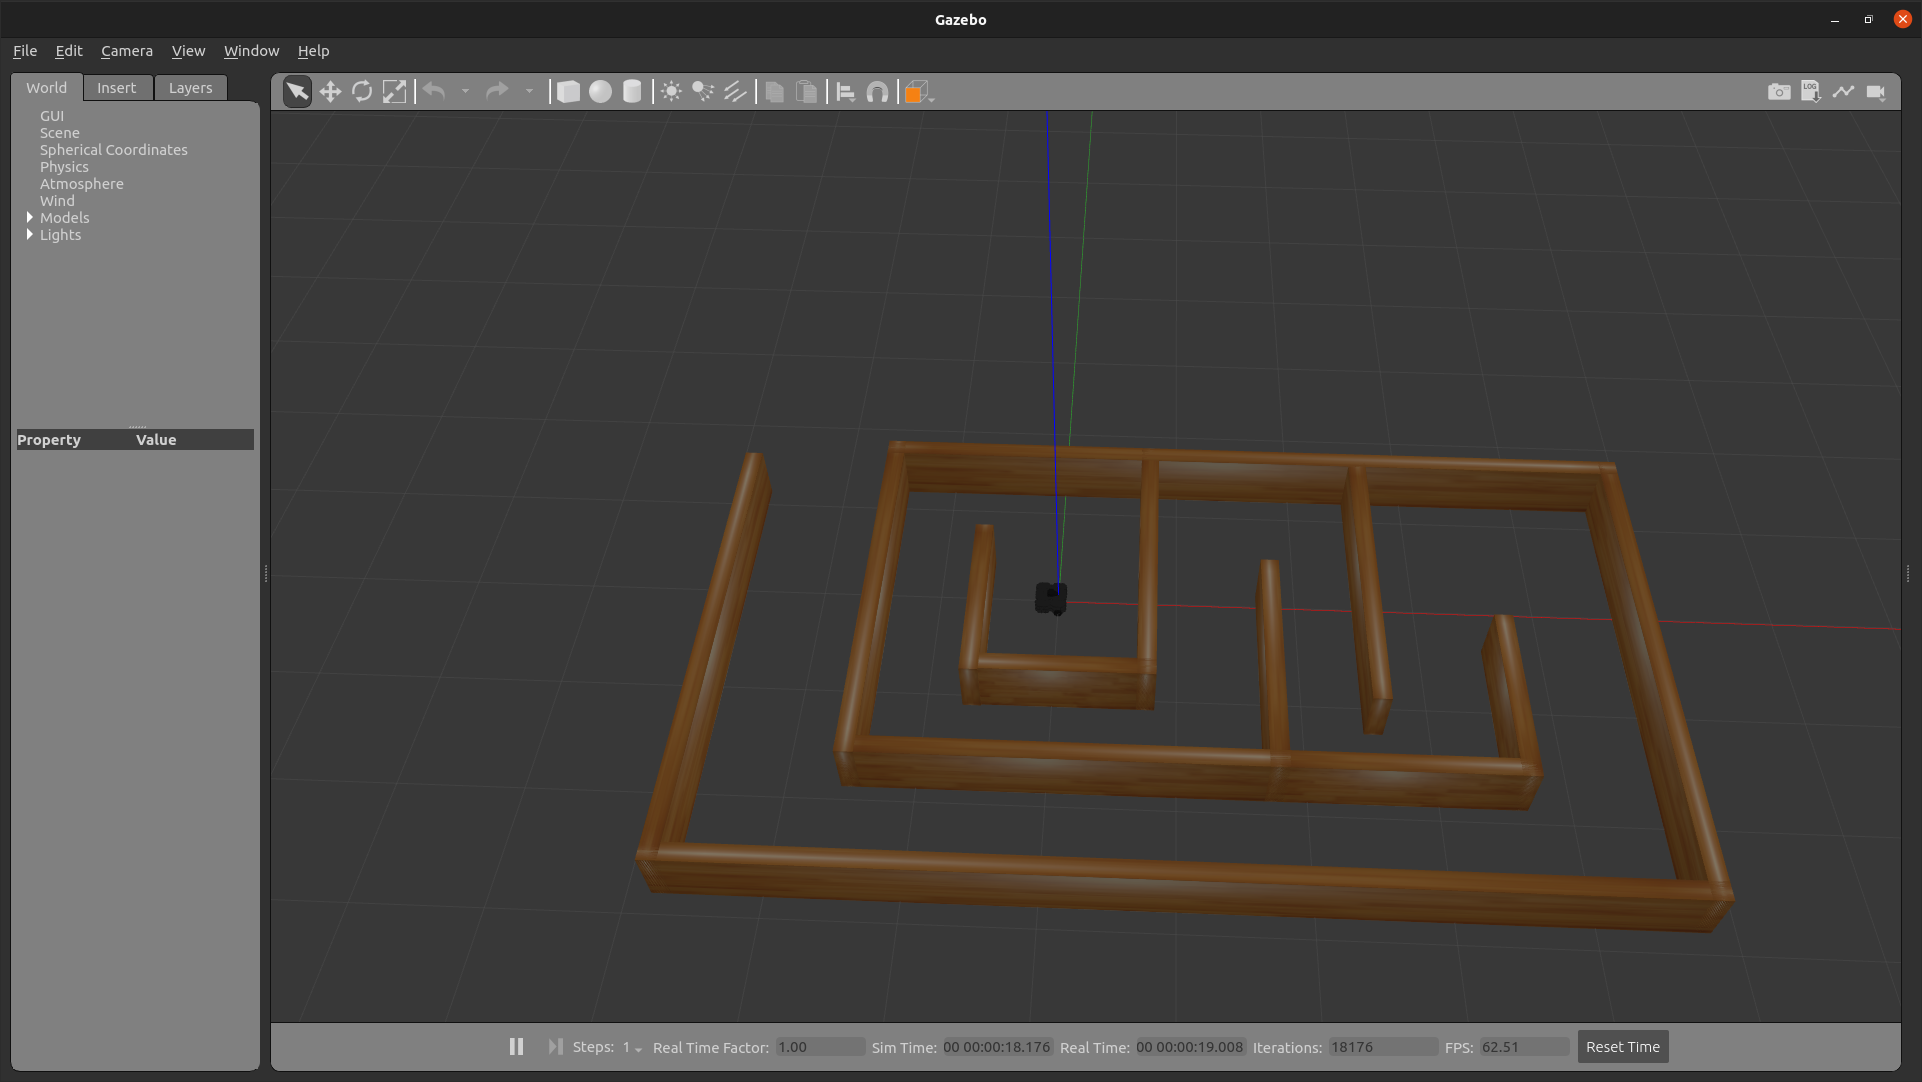 Gazebo
File Edit Camera View Window Help
World Insert Layers
LOG
GUI
Scene
Spherical Coordinates
Physics
Atmosphere
Wind
Models
Lights
Property Value
Steps: 1 Real Time Factor: 1.00 Sim Time: 00 00:00:18.176 Real Time: 00 00:00:19.008 Iterations: 18176 FPS: 62.51 Reset Time